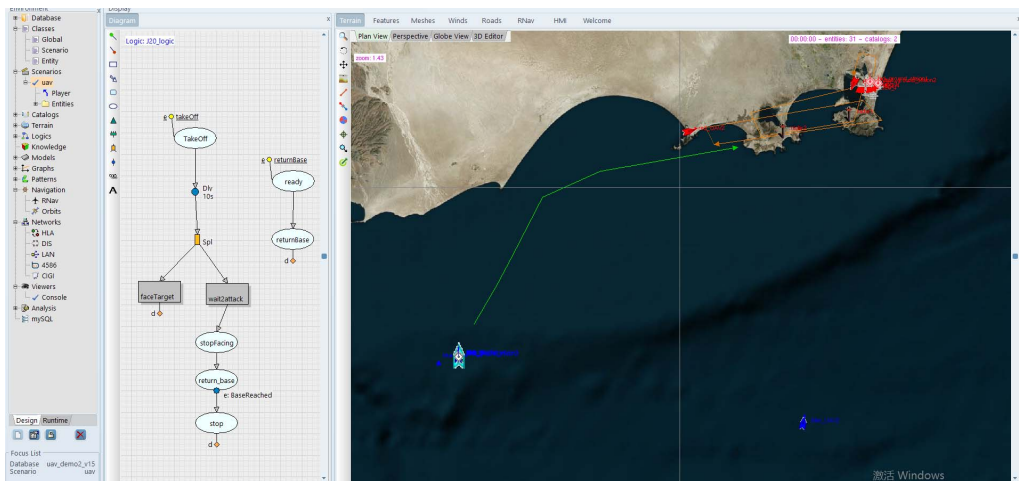 Environment
Database
Classes
Global
Scenario
Entity
Scenarios
uav
Player
Entities
Catalogs
Terrain
Logics
Knowledge
Models
Graphs
Patterns
Navigation
RNav
Orbits
Networks
HLA
DIS
LAN
4586
CIGI
Viewers
Console
Analysis
mySQL
Design Runtime
Focus List
Database uav_demo2_v15
Scenario uav
Display
Diagram x
Logic: J20_logic
e takeOff
TakeOff
e returnBase
ready
Dly
10s
returnBase
d
Spl
faceTarget
wait2attack
d
stopFacing
return_base
e: BaseReached
stop
d
A
Terrain Features Meshes Winds Roads RNav HMI Welcome x
Plan View Perspective Globe View 3D Editor
zoom: 1.43
00:00:00 - entities: 31 - catalogs: 2
激活 Windows